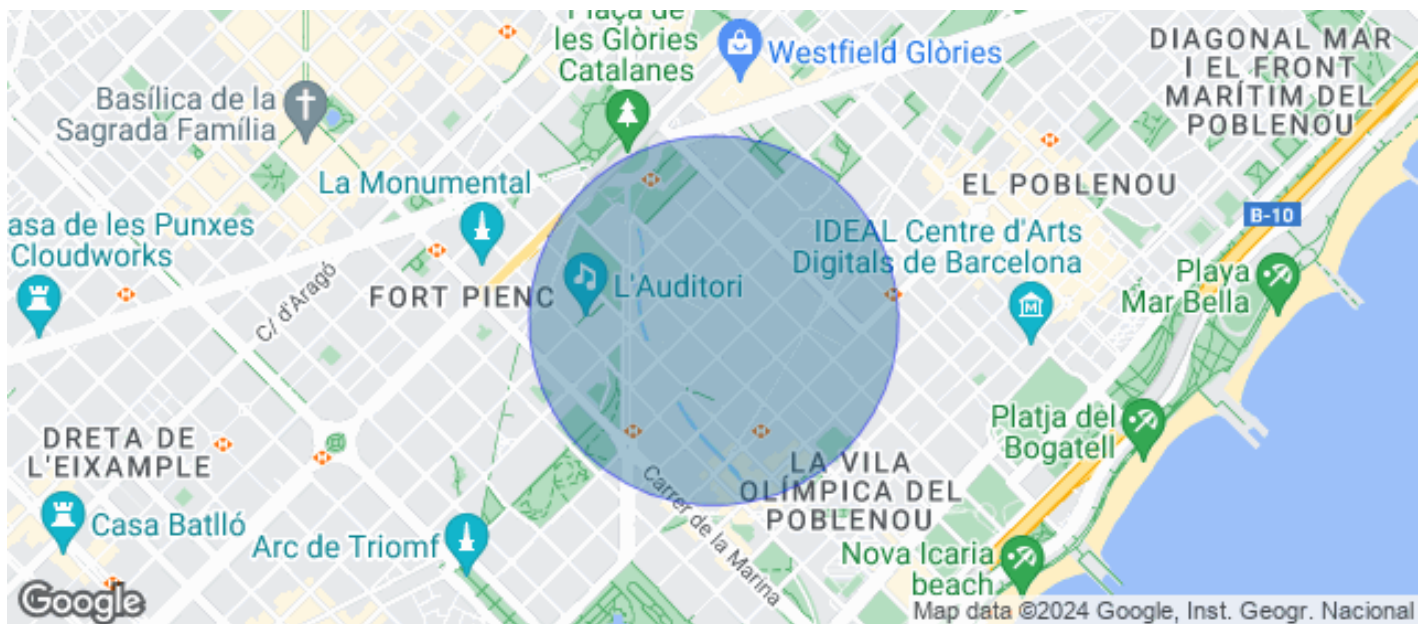 Plaça de
les Glòries
Catalanes
Westfield Glòries
DIAGONAL MAR
I EL FRONT
MARÍTIM DEL
POBLENOU
Basílica de la
Sagrada Família
La Monumental
EL POBLENOU
B-10
asa de les Punxes
Cloudworks
IDEAL Centre d'Arts
Digitals de Barcelona
Playa
Mar Bella
C/ d'Aragó
FORT PIENC
L'Auditori
Platja del
Bogatell
DRETA DE
L'EIXAMPLE
LA VILA
OLÍMPICA DEL
POBLENOU
Carrer de la Marina
Casa Batlló
Arc de Triomf
Nova Icaria
beach
Google
Map data ©2024 Google, Inst. Geogr. Nacional